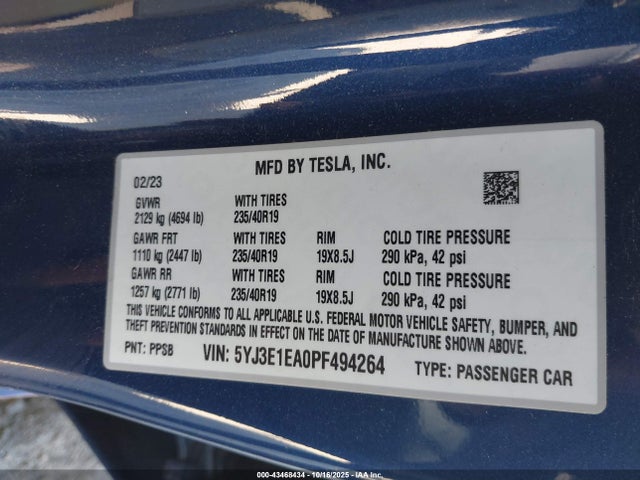 MFD BY TESLA, INC.
02/23
GVWR WITH TIRES
2129 kg (4694 lb) 235/40R19
GAWR FRT WITH TIRES RIM COLD TIRE PRESSURE
1110 kg (2447 lb) 235/40R19 19X8.5J 290 kPa, 42 psi
GAWR RR WITH TIRES RIM COLD TIRE PRESSURE
1257 kg (2771 lb) 235/40R19 19X8.5J 290 kPa, 42 psi
THIS VEHICLE CONFORMS TO ALL APPLICABLE U.S. FEDERAL MOTOR VEHICLE SAFETY, BUMPER, AND
THEFT PREVENTION STANDARDS IN EFFECT ON THE DATE OF MANUFACTURE SHOWN ABOVE.
PNT: PPSB VIN: 5YJ3E1EA0PF494264 TYPE: PASSENGER CAR
000-43468434 - 10/16/2025 - IAA Inc.